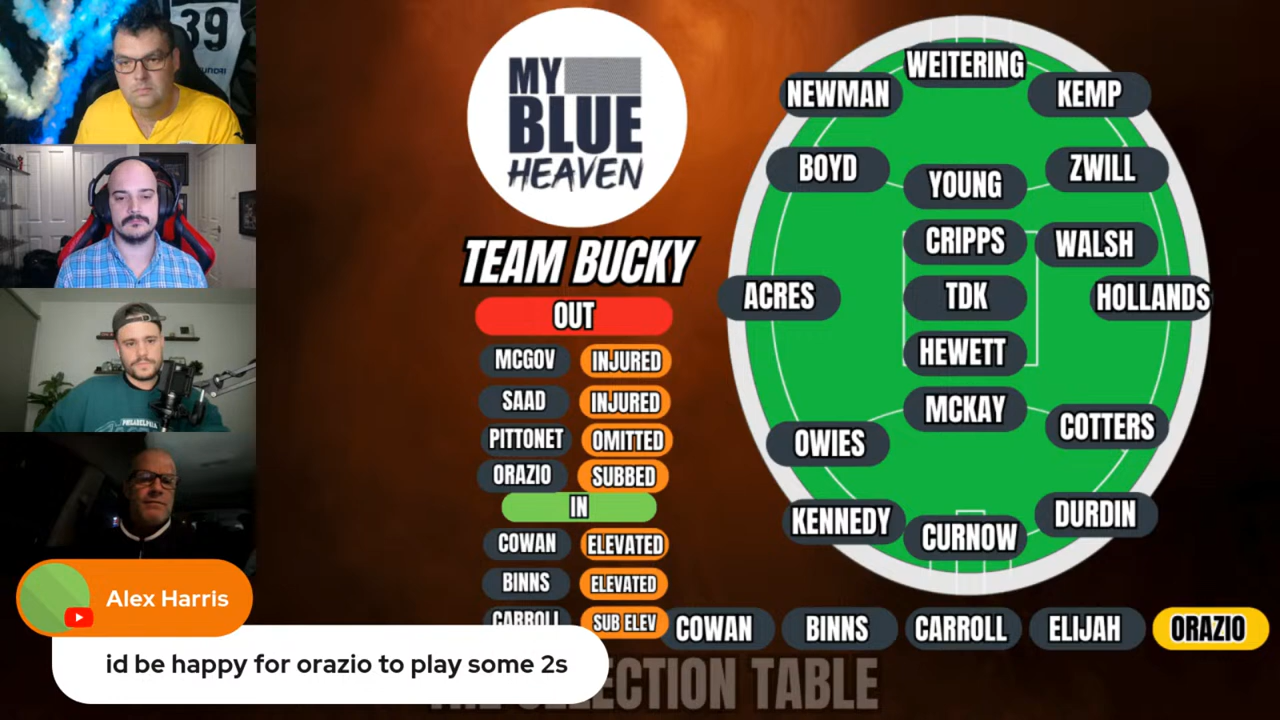 39
MY
BLUE
HEAVEN
TEAM BUCKY
OUT
MCGOV INJURED
SAAD INJURED
PITTONET OMITTED
ORAZIO SUBBED
IN
COWAN ELEVATED
BINNS ELEVATED
CARROLL SUB ELEV
WEITERING
NEWMAN KEMP
BOYD YOUNG ZWILL
CRIPPS WALSH
ACRES TDK HOLLANDS
HEWETT
MCKAY
OWIES COTTERS
KENNEDY CURNOW DURDIN
COWAN BINNS CARROLL ELIJAH ORAZIO
TABLE
PHILADELPHIA
Alex Harris
id be happy for orazio to play some 2s